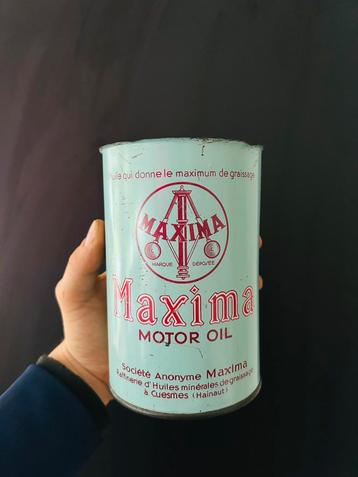 Huile qui donne le maximum de graissage
MAXIMA
MARQUE DÉPOSÉE
Maxima
MOTOR OIL
Société Anonyme Maxima
Raffinerie d'Huiles minérales de graissage
à Cuesmes (Hainaut)